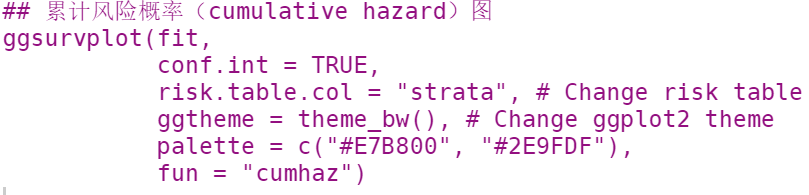 ## 累计风险概率（cumulative hazard）图
ggsurvplot(fit,
           conf.int = TRUE,
           risk.table.col = "strata", # Change risk table
           ggtheme = theme_bw(), # Change ggplot2 theme
           palette = c("#E7B800", "#2E9FDF"),
           fun = "cumhaz")